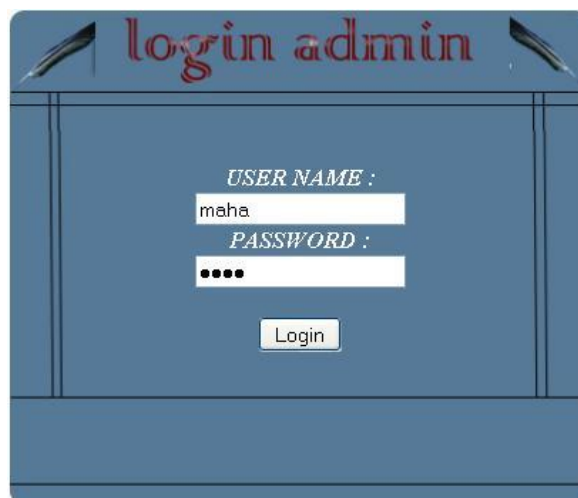 login admin
USER NAME :
maha
PASSWORD :
••••
Login